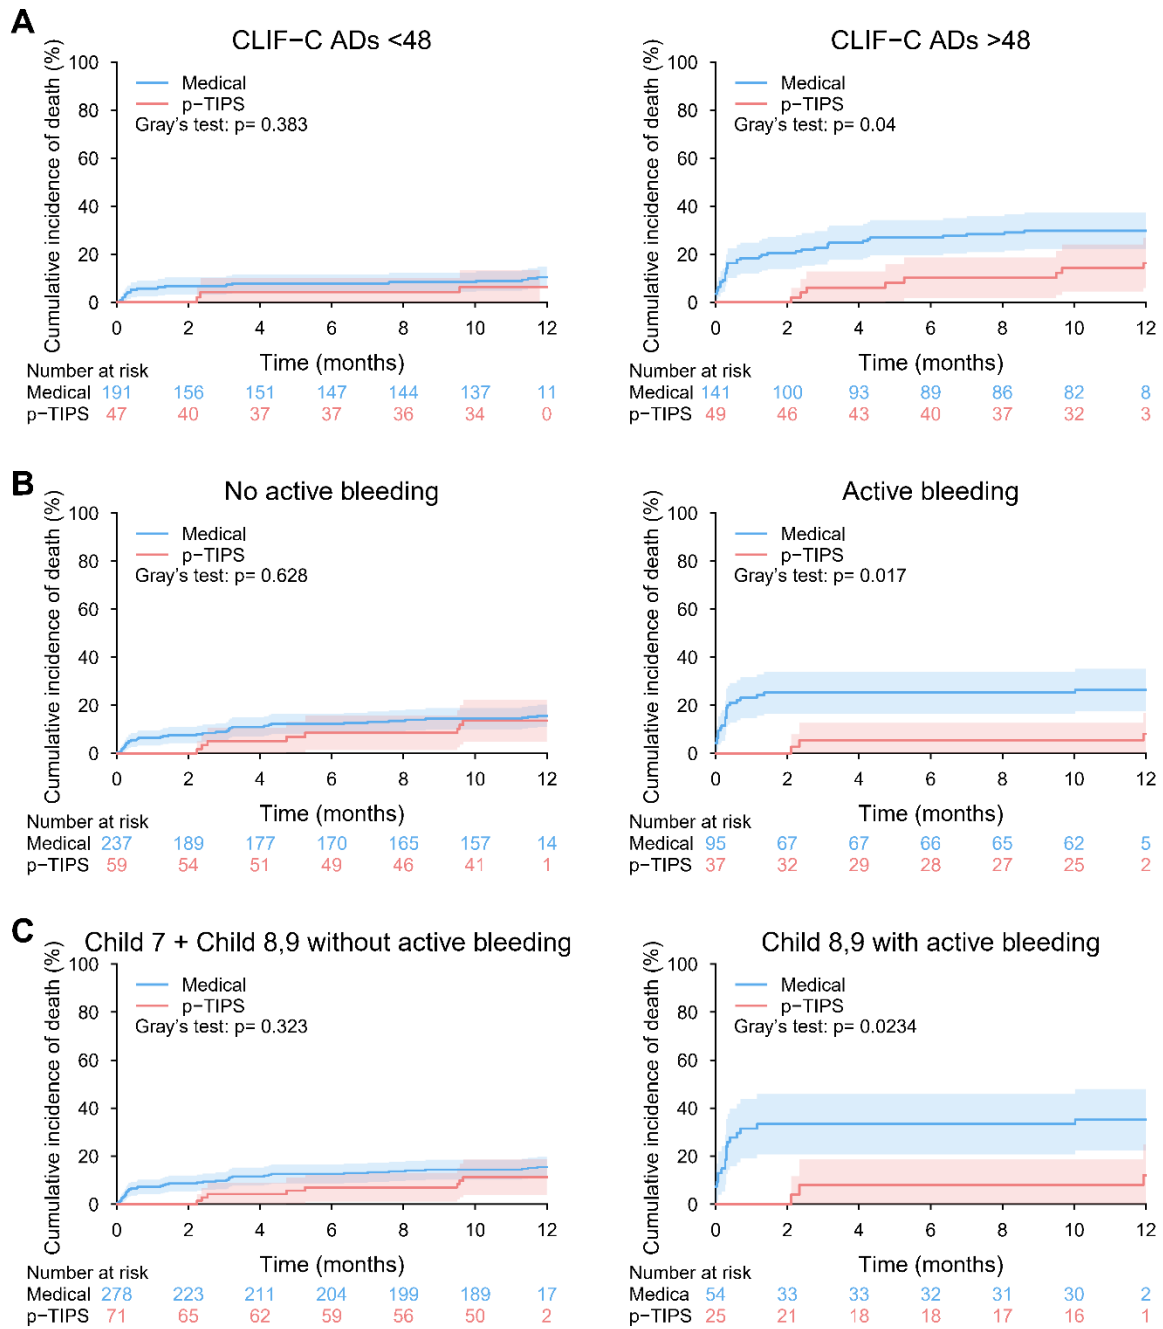 A
CLIF−C ADs <48
Cumulative incidence of death (%)
100
80
60
40
20
0
Medical
p−TIPS
Gray's test: p= 0.383
0 2 4 6 8 10 12
Time (months)
Number at risk
Medical 191 156 151 147 144 137 11
p−TIPS 47 40 37 37 36 34 0
CLIF−C ADs >48
Cumulative incidence of death (%)
100
80
60
40
20
0
Medical
p−TIPS
Gray's test: p= 0.04
0 2 4 6 8 10 12
Time (months)
Number at risk
Medical 141 100 93 89 86 82 8
p−TIPS 49 46 43 40 37 32 3
B
No active bleeding
Cumulative incidence of death (%)
100
80
60
40
20
0
Medical
p−TIPS
Gray's test: p= 0.628
0 2 4 6 8 10 12
Time (months)
Number at risk
Medical 237 189 177 170 165 157 14
p−TIPS 59 54 51 49 46 41 1
Active bleeding
Cumulative incidence of death (%)
100
80
60
40
20
0
Medical
p−TIPS
Gray's test: p= 0.017
0 2 4 6 8 10 12
Time (months)
Number at risk
Medical 95 67 67 66 65 62 5
p−TIPS 37 32 29 28 27 25 2
C
Child 7 + Child 8,9 without active bleeding
Cumulative incidence of death (%)
100
80
60
40
20
0
Medical
p−TIPS
Gray's test: p= 0.323
0 2 4 6 8 10 12
Time (months)
Number at risk
Medical 278 223 211 204 199 189 17
p−TIPS 71 65 62 59 56 50 2
Child 8,9 with active bleeding
Cumulative incidence of death (%)
100
80
60
40
20
0
Medical
p−TIPS
Gray's test: p= 0.0234
0 2 4 6 8 10 12
Time (months)
Number at risk
Medica 54 33 33 32 31 30 2
p−TIPS 25 21 18 18 17 16 1